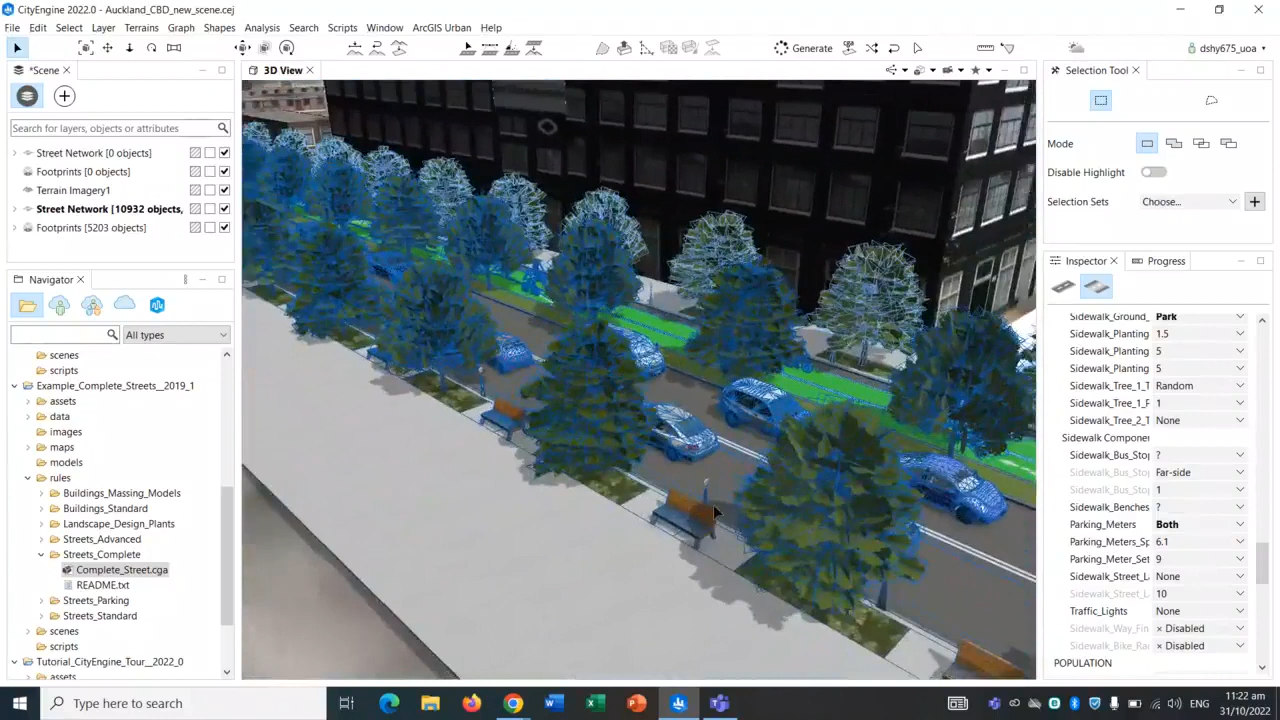 CityEngine 2022.0 - Auckland_CBD_new_scene.cej
File Edit Select Layer Terrains Graph Shapes Analysis Search Scripts Window ArcGIS Urban Help
Generate
dshy675_uoa
*Scene
3D View
Selection Tool
Search for layers, objects or attributes
Mode
Street Network [0 objects]
Footprints [0 objects]
Disable Highlight
Terrain Imagery1
Selection Sets
Choose...
Street Network [10932 objects,
Footprints [5203 objects]
Inspector
Progress
Navigator
All types
Sidewalk_Ground_ Park
Sidewalk_Planting 1.5
Sidewalk_Planting 5
Sidewalk_Planting 5
Sidewalk_Tree_1_T Random
Sidewalk_Tree_1_F 1
Sidewalk_Tree_2_T None
Sidewalk Componer
Sidewalk_Bus_Stop ?
Sidewalk_Bus_Stop Far-side
Sidewalk_Bus_Stop 1
Sidewalk_Benches ?
Parking_Meters Both
Parking_Meters_Sp 6.1
Parking_Meter_Set 9
Sidewalk_Street_L None
Sidewalk_Street_L 10
Traffic_Lights None
Sidewalk_Way_Fin × Disabled
Sidewalk_Bike_Ra × Disabled
POPULATION
scenes
scripts
Example_Complete_Streets__2019_1
assets
data
images
maps
models
rules
Buildings_Massing_Models
Buildings_Standard
Landscape_Design_Plants
Streets_Advanced
Streets_Complete
Complete_Street.cga
README.txt
Streets_Parking
Streets_Standard
scenes
scripts
Tutorial_CityEngine_Tour__2022_0
assets
Type here to search
ENG
11:22 am
31/10/2022